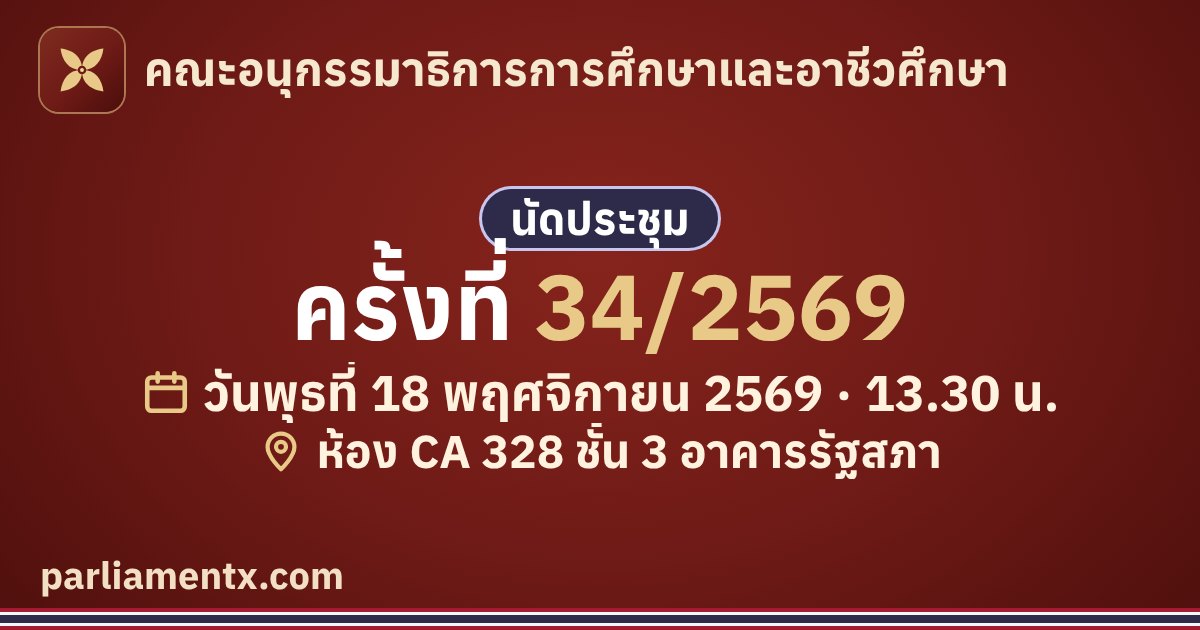 คณะอนุกรรมาธิการการศึกษาและอาชีวศึกษา
นัดประชุม
ครั้งที่ 34/2569
วันพุธที่ 18 พฤศจิกายน 2569 · 13.30 น.
ห้อง CA 328 ชั้น 3 อาคารรัฐสภา
parliamentx.com